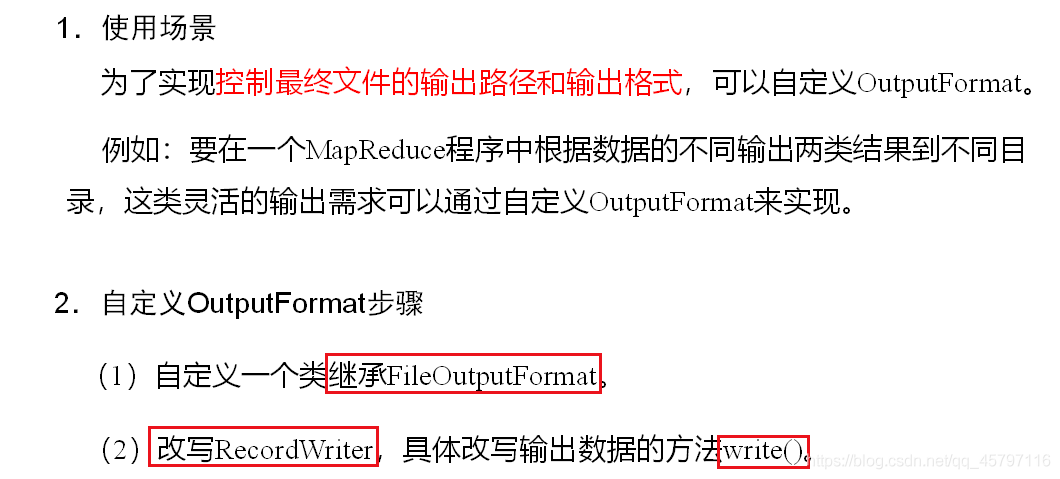 1．使用场景
为了实现控制最终文件的输出路径和输出格式，可以自定义OutputFormat。
例如：要在一个MapReduce程序中根据数据的不同输出两类结果到不同目
录，这类灵活的输出需求可以通过自定义OutputFormat来实现。
2．自定义OutputFormat步骤
（1）自定义一个类继承FileOutputFormat。
（2）改写RecordWriter，具体改写输出数据的方法write()。
https://blog.csdn.net/qq_45797116